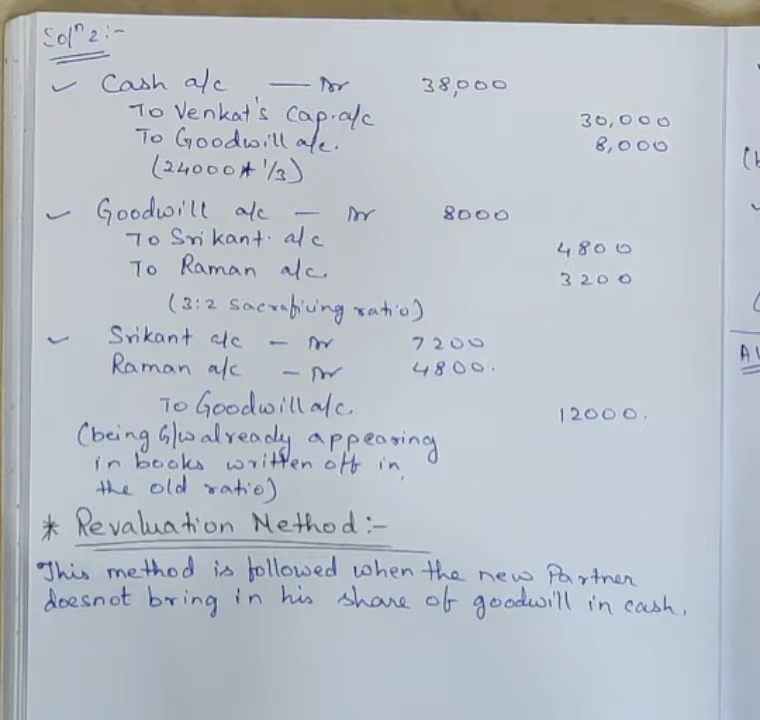 Solⁿ 2:-
✓ Cash a/c — Dr 38,000
To Venkat's Cap. a/c 30,000
To Goodwill a/c. 8,000
(24000 * 1/3)
✓ Goodwill a/c — Dr 8000
To Srikant. a/c 4800
To Raman a/c. 3200
(3:2 Sacraficing ratio)
✓ Srikant a/c — Dr 7200
Raman a/c — Dr 4800.
To Goodwill a/c. 12000.
(being G/w already appearing
in books written off in
the old ratio)
* Revaluation Method:-
This method is followed when the new Partner
doesnot bring in his share of goodwill in cash.
(b
(
AL